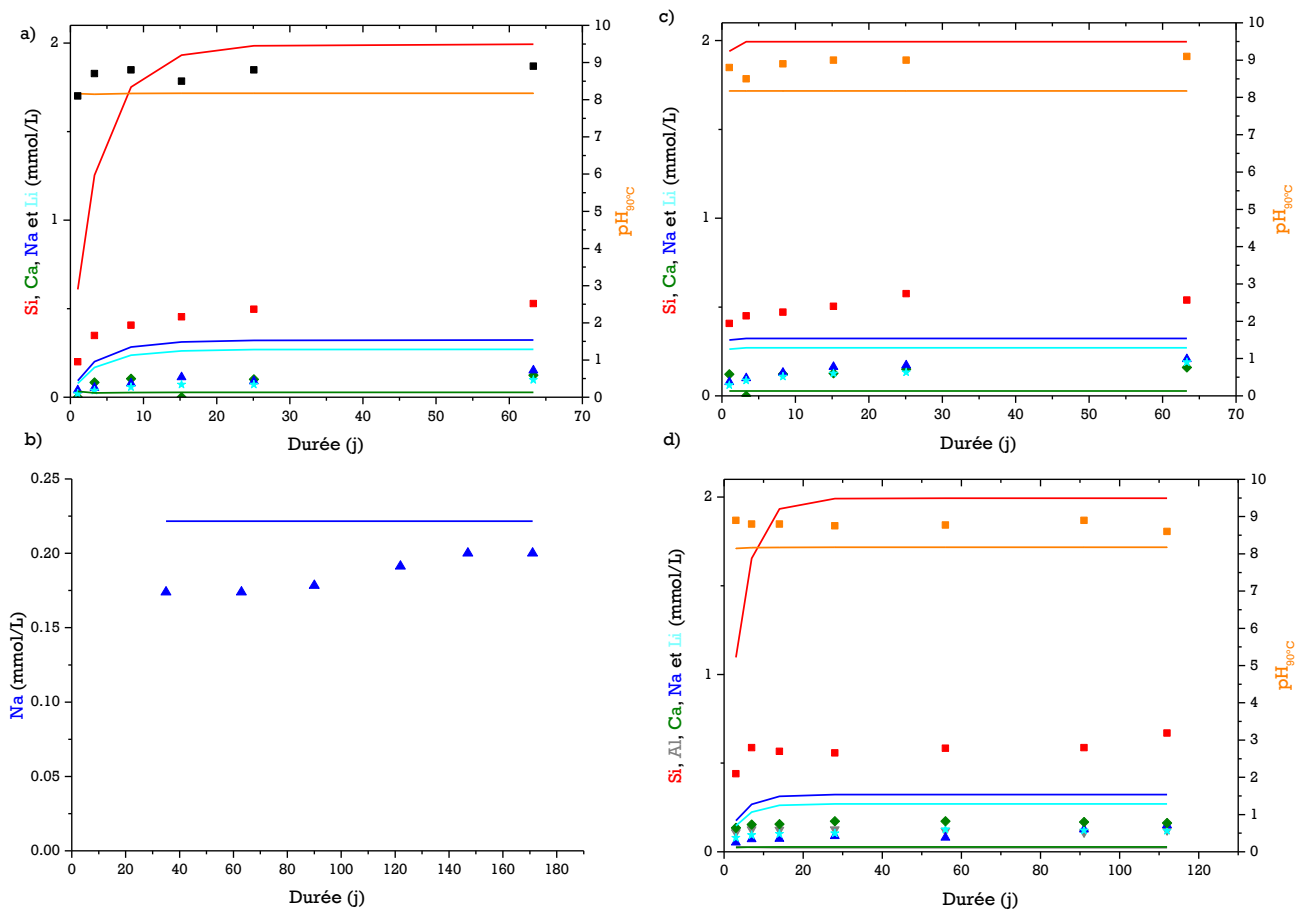 a)
2
1
0
0 10 20 30 40 50 60 70
10
9
8
7
6
5
4
3
2
1
0
Si, Ca, Na et Li (mmol/L)
pH90°C
Durée (j)
c)
2
1
0
0 10 20 30 40 50 60 70
10
9
8
7
6
5
4
3
2
1
0
Si, Ca, Na et Li (mmol/L)
pH90°C
Durée (j)
b)
0.25
0.20
0.15
0.10
0.05
0.00
0 20 40 60 80 100 120 140 160 180
Na (mmol/L)
Durée (j)
d)
2
1
0
0 20 40 60 80 100 120
10
9
8
7
6
5
4
3
2
1
0
Si, Al, Ca, Na et Li (mmol/L)
pH90°C
Durée (j)